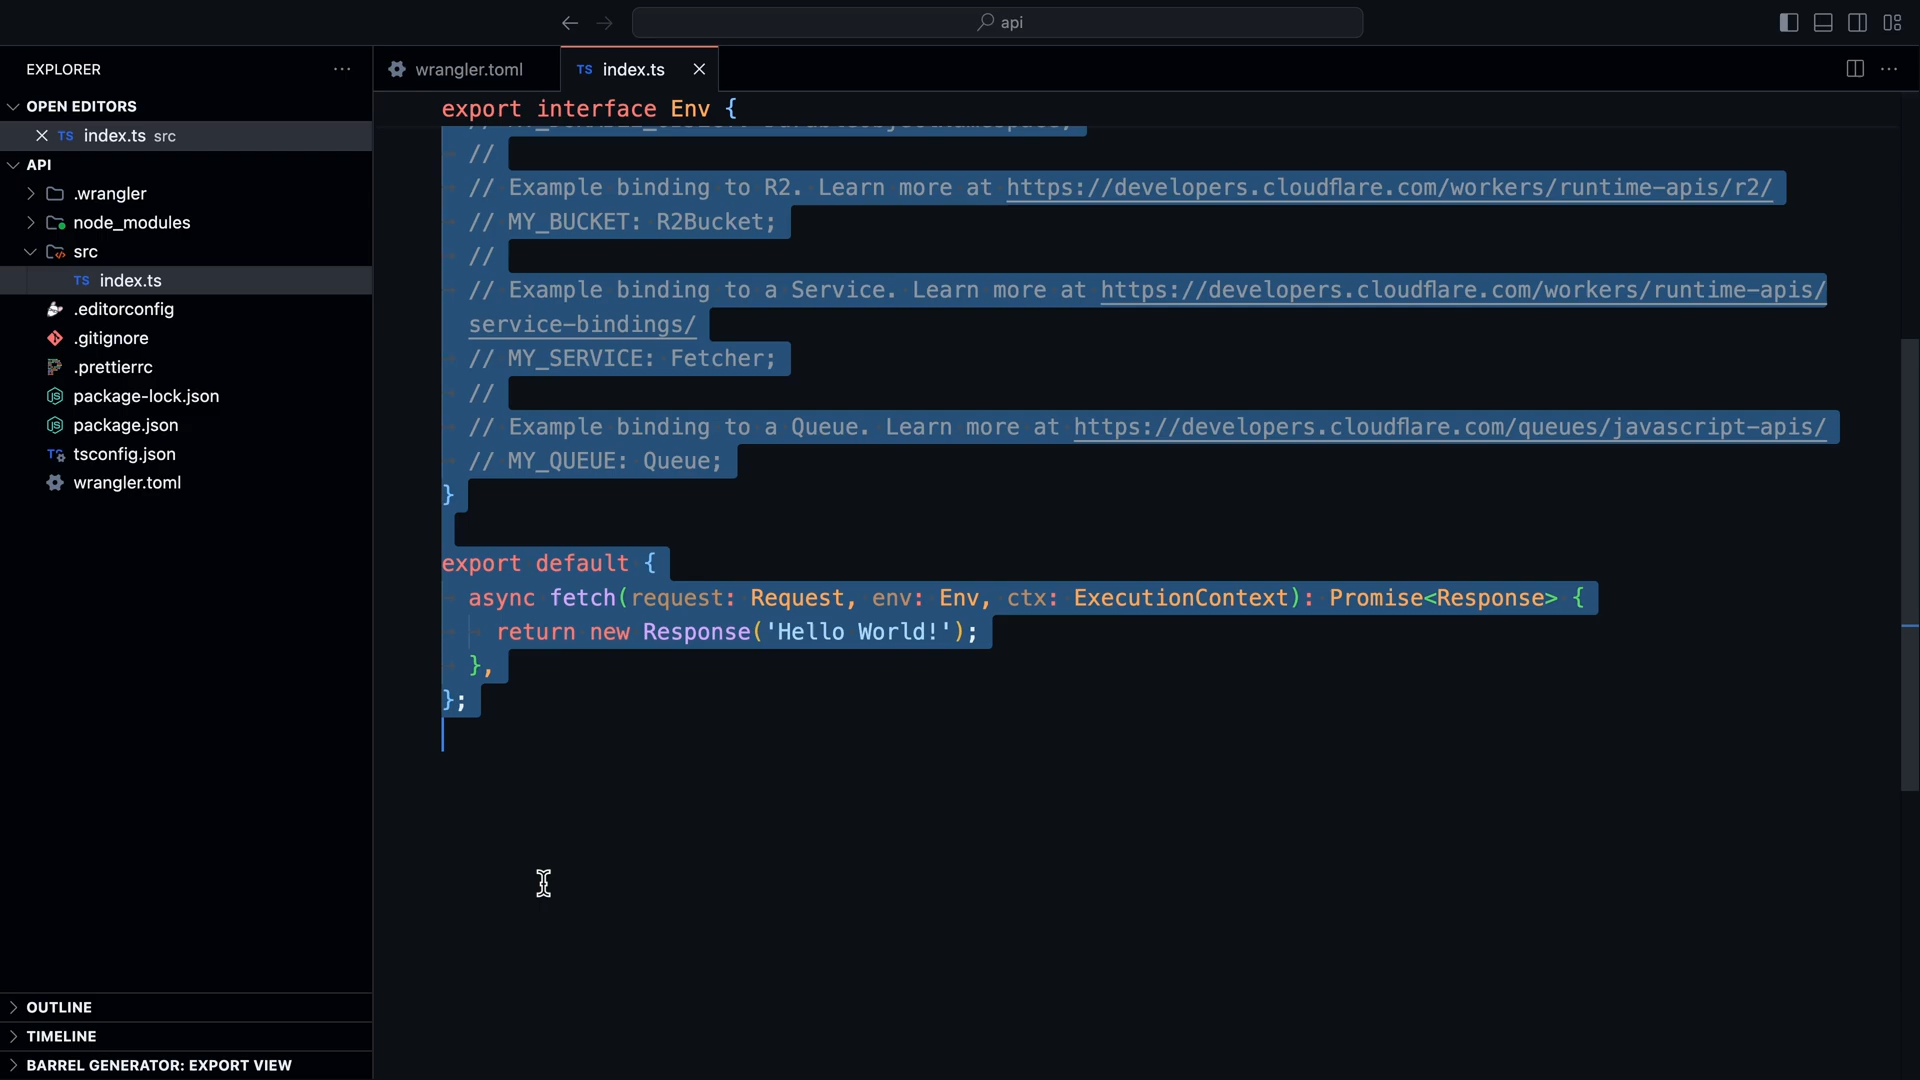 api
EXPLORER
wrangler.toml
TS index.ts
OPEN EDITORS
TS index.ts src
API
.wrangler
node_modules
src
TS index.ts
.editorconfig
.gitignore
.prettierrc
package-lock.json
package.json
tsconfig.json
wrangler.toml
OUTLINE
TIMELINE
BARREL GENERATOR: EXPORT VIEW
export interface Env {
//
// Example binding to R2. Learn more at https://developers.cloudflare.com/workers/runtime-apis/r2/
// MY_BUCKET: R2Bucket;
//
// Example binding to a Service. Learn more at https://developers.cloudflare.com/workers/runtime-apis/
service-bindings/
// MY_SERVICE: Fetcher;
//
// Example binding to a Queue. Learn more at https://developers.cloudflare.com/queues/javascript-apis/
// MY_QUEUE: Queue;
}
export default {
async fetch(request: Request, env: Env, ctx: ExecutionContext): Promise<Response> {
return new Response('Hello World!');
},
};